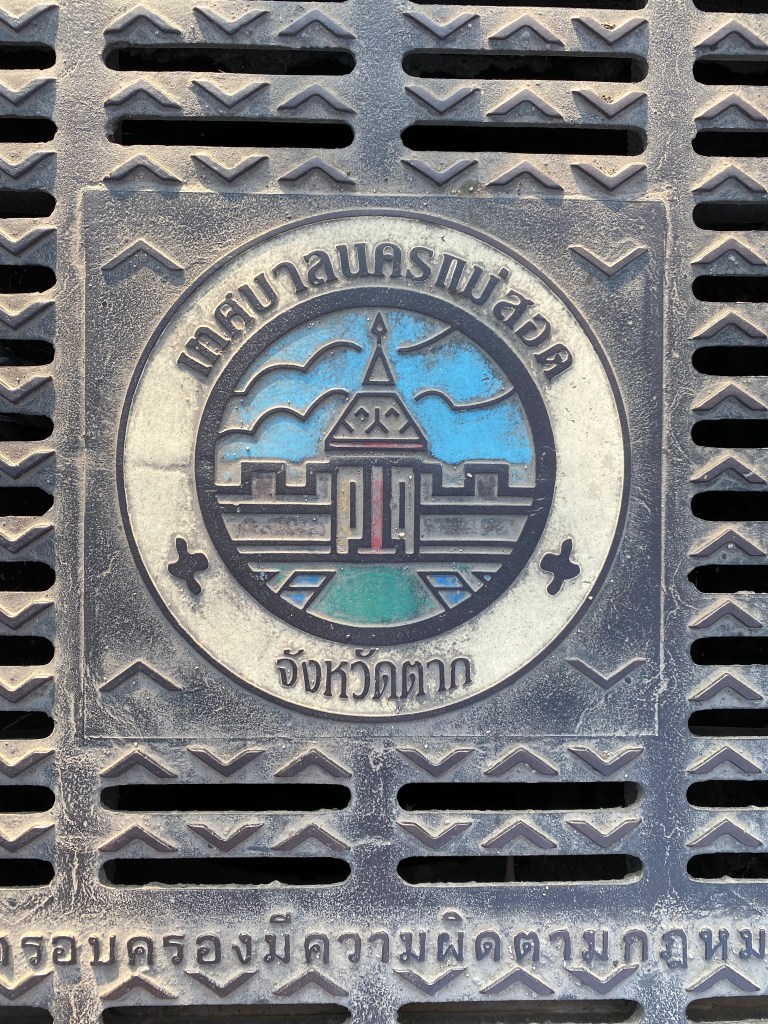 เทศบาลนครแม่สอด
จังหวัดตาก
ครอบครองมีความผิดตามกฎหม